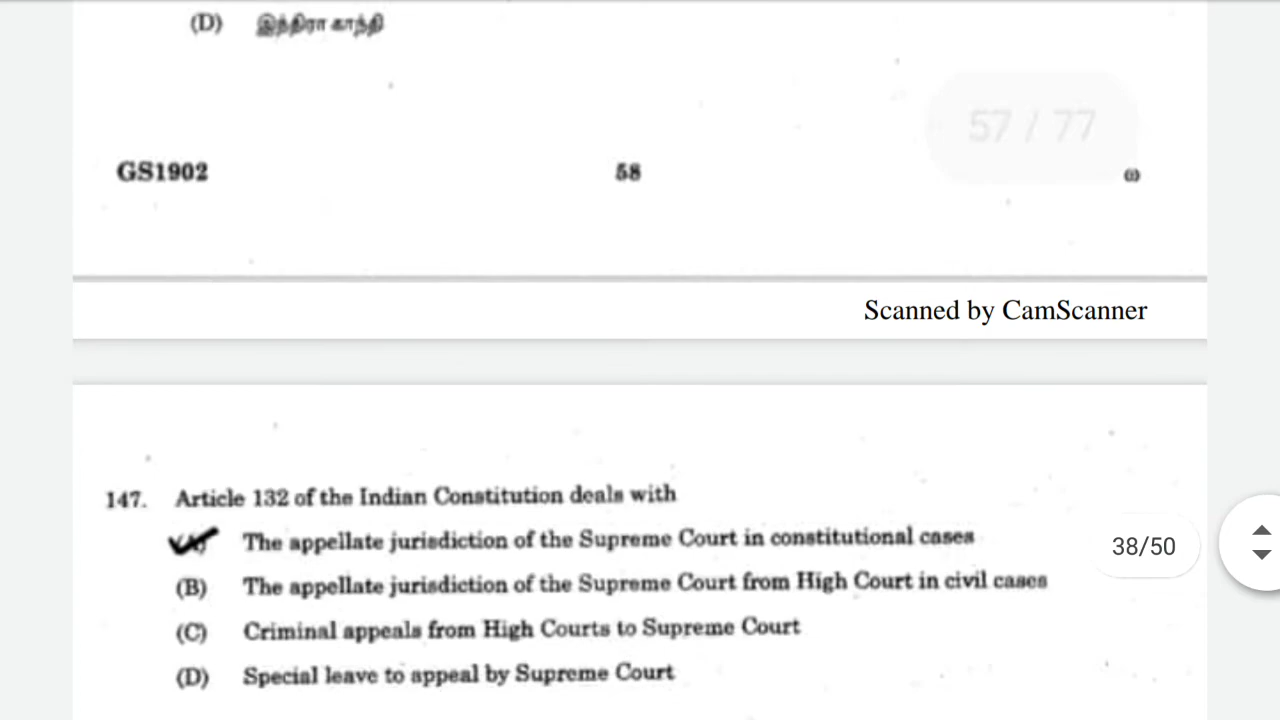 (D) இந்திரா காந்தி
57 / 77
GS1902 58 ω
Scanned by CamScanner
147. Article 132 of the Indian Constitution deals with
The appellate jurisdiction of the Supreme Court in constitutional cases
38/50
(B) The appellate jurisdiction of the Supreme Court from High Court in civil cases
(C) Criminal appeals from High Courts to Supreme Court
(D) Special leave to appeal by Supreme Court